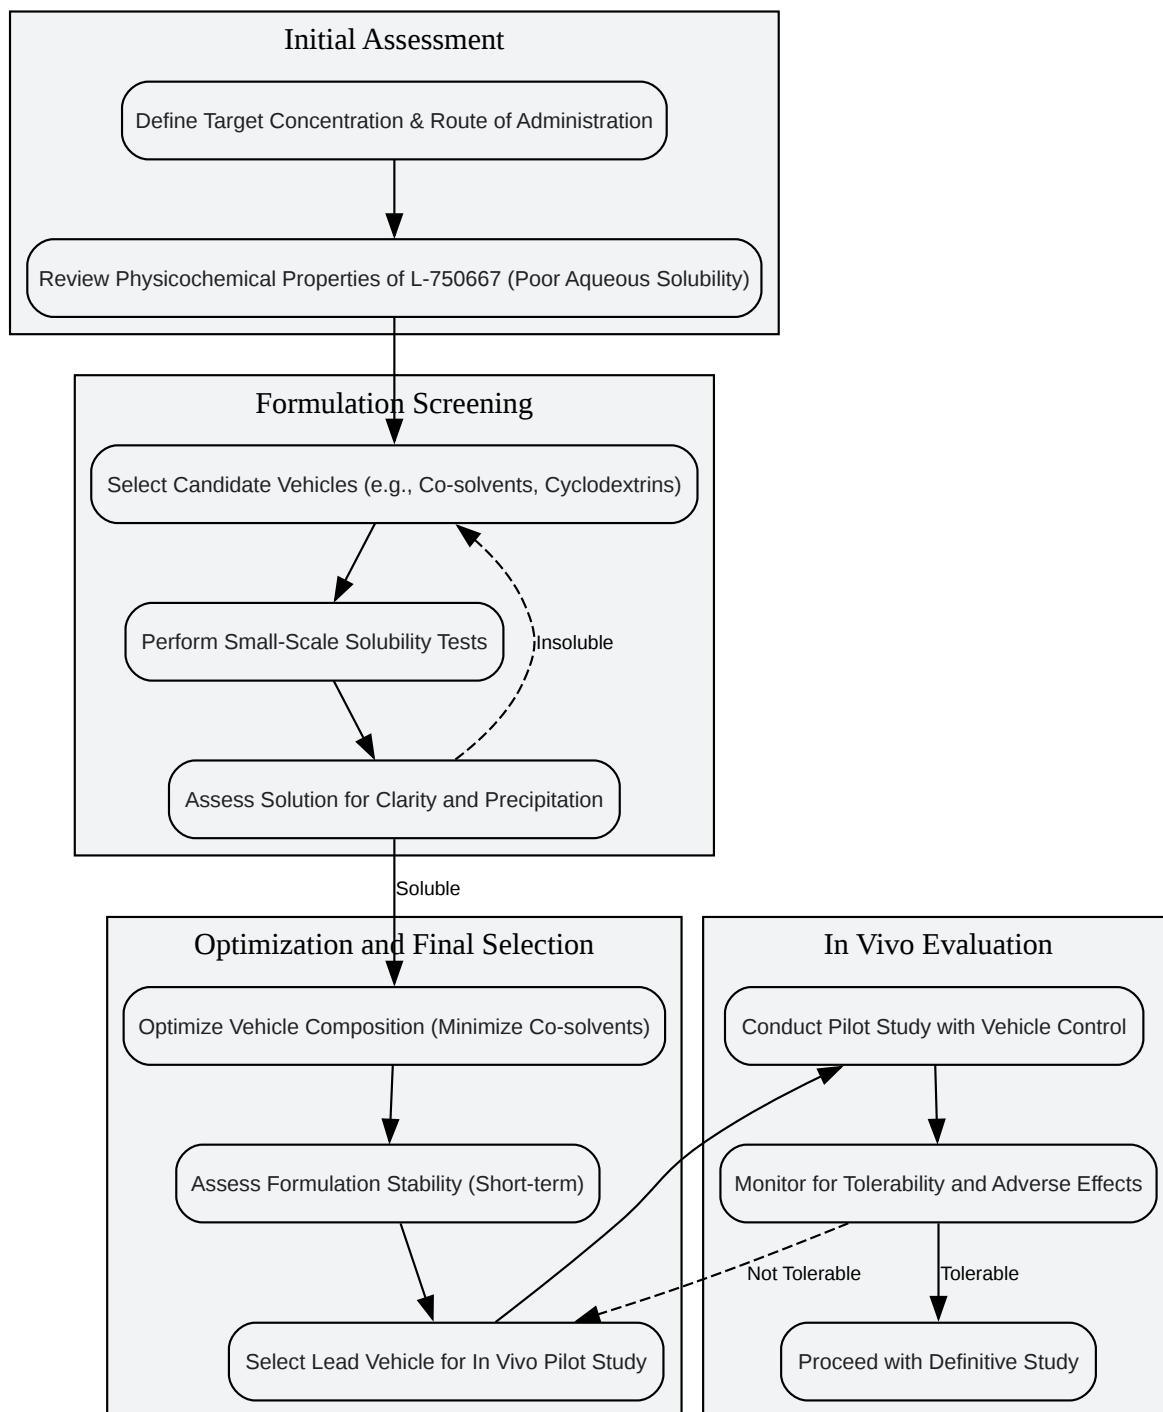 Initial Assessment
Define Target Concentration & Route of Administration
Review Physicochemical Properties of L-750667 (Poor Aqueous Solubility)
Formulation Screening
Select Candidate Vehicles (e.g., Co-solvents, Cyclodextrins)
Perform Small-Scale Solubility Tests
Insoluble
Assess Solution for Clarity and Precipitation
Soluble
Optimization and Final Selection
Optimize Vehicle Composition (Minimize Co-solvents)
Assess Formulation Stability (Short-term)
Select Lead Vehicle for In Vivo Pilot Study
In Vivo Evaluation
Conduct Pilot Study with Vehicle Control
Monitor for Tolerability and Adverse Effects
Not Tolerable
Tolerable
Proceed with Definitive Study